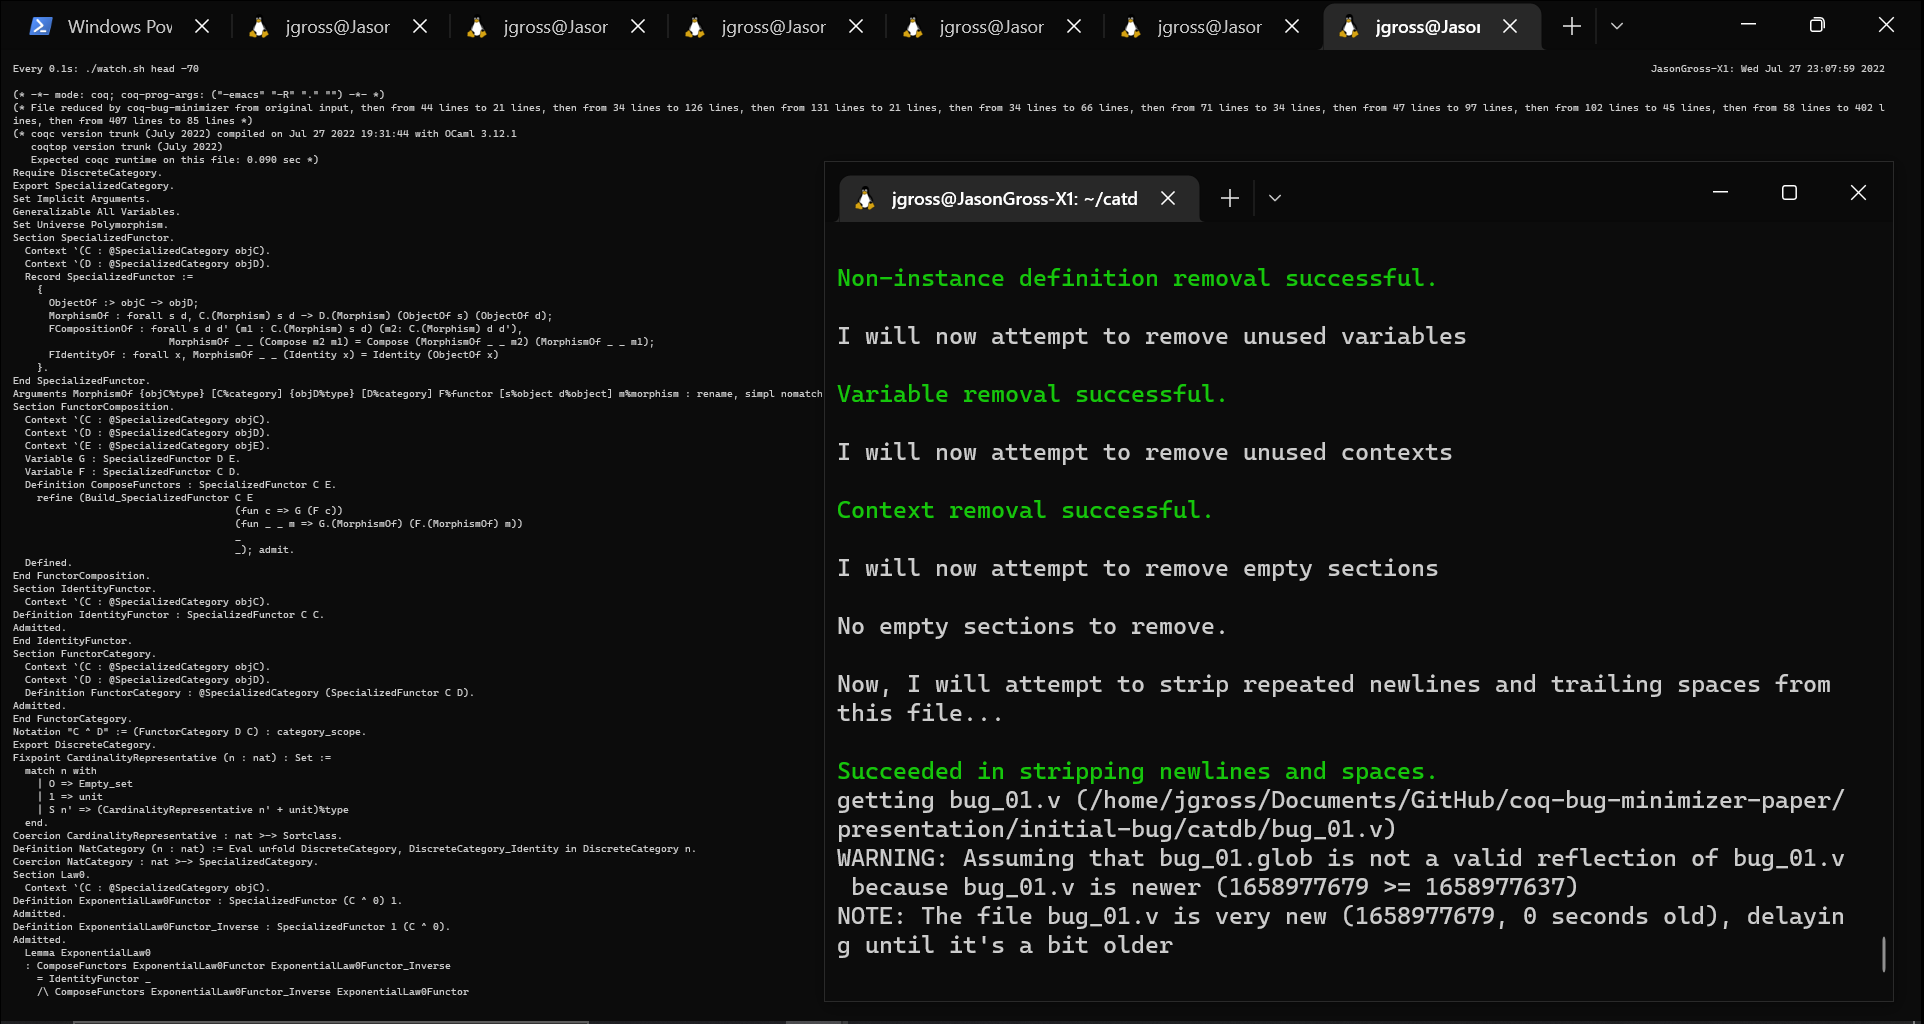 Windows Pov
jgross@Jasor
jgross@Jasor
jgross@Jasor
jgross@Jasor
jgross@Jasor
jgross@Jasor
Every 0.1s: ./watch.sh head -70
JasonGross-X1: Wed Jul 27 23:07:59 2022
(* -*- mode: coq; coq-prog-args: ("-emacs" "-R" "." "") -*- *)
(* File reduced by coq-bug-minimizer from original input, then from 44 lines to 21 lines, then from 34 lines to 126 lines, then from 131 lines to 21 lines, then from 34 lines to 66 lines, then from 71 lines to 34 lines, then from 47 lines to 97 lines, then from 102 lines to 45 lines, then from 58 lines to 402 l
ines, then from 407 lines to 85 lines *)
(* coqc version trunk (July 2022) compiled on Jul 27 2022 19:31:44 with OCaml 3.12.1
   coqtop version trunk (July 2022)
   Expected coqc runtime on this file: 0.090 sec *)
Require DiscreteCategory.
Export SpecializedCategory.
Set Implicit Arguments.
Generalizable All Variables.
Set Universe Polymorphism.
Section SpecializedFunctor.
  Context `(C : @SpecializedCategory objC).
  Context `(D : @SpecializedCategory objD).
  Record SpecializedFunctor :=
    {
      ObjectOf :> objC -> objD;
      MorphismOf : forall s d, C.(Morphism) s d -> D.(Morphism) (ObjectOf s) (ObjectOf d);
      FCompositionOf : forall s d d' (m1 : C.(Morphism) s d) (m2: C.(Morphism) d d'),
                          MorphismOf _ _ (Compose m2 m1) = Compose (MorphismOf _ _ m2) (MorphismOf _ _ m1);
      FIdentityOf : forall x, MorphismOf _ _ (Identity x) = Identity (ObjectOf x)
    }.
End SpecializedFunctor.
Arguments MorphismOf {objC%type} [C%category] {objD%type} [D%category] F%functor [s%object d%object] m%morphism : rename, simpl nomatch
Section FunctorComposition.
  Context `(C : @SpecializedCategory objC).
  Context `(D : @SpecializedCategory objD).
  Context `(E : @SpecializedCategory objE).
  Variable G : SpecializedFunctor D E.
  Variable F : SpecializedFunctor C D.
  Definition ComposeFunctors : SpecializedFunctor C E.
    refine (Build_SpecializedFunctor C E
                                     (fun c => G (F c))
                                     (fun _ _ m => G.(MorphismOf) (F.(MorphismOf) m))
                                     _
                                     _); admit.
  Defined.
End FunctorComposition.
Section IdentityFunctor.
  Context `(C : @SpecializedCategory objC).
Definition IdentityFunctor : SpecializedFunctor C C.
Admitted.
End IdentityFunctor.
Section FunctorCategory.
  Context `(C : @SpecializedCategory objC).
  Context `(D : @SpecializedCategory objD).
  Definition FunctorCategory : @SpecializedCategory (SpecializedFunctor C D).
Admitted.
End FunctorCategory.
Notation "C ^ D" := (FunctorCategory D C) : category_scope.
Export DiscreteCategory.
Fixpoint CardinalityRepresentative (n : nat) : Set :=
  match n with
    | O => Empty_set
    | 1 => unit
    | S n' => (CardinalityRepresentative n' + unit)%type
  end.
Coercion CardinalityRepresentative : nat >-> Sortclass.
Definition NatCategory (n : nat) := Eval unfold DiscreteCategory, DiscreteCategory_Identity in DiscreteCategory n.
Coercion NatCategory : nat >-> SpecializedCategory.
Section Law0.
  Context `(C : @SpecializedCategory objC).
Definition ExponentialLaw0Functor : SpecializedFunctor (C ^ 0) 1.
Admitted.
Definition ExponentialLaw0Functor_Inverse : SpecializedFunctor 1 (C ^ 0).
Admitted.
  Lemma ExponentialLaw0
  : ComposeFunctors ExponentialLaw0Functor ExponentialLaw0Functor_Inverse
    = IdentityFunctor _
    /\ ComposeFunctors ExponentialLaw0Functor_Inverse ExponentialLaw0Functor
jgross@JasonGross-X1: ~/catd
Non-instance definition removal successful.
I will now attempt to remove unused variables
Variable removal successful.
I will now attempt to remove unused contexts
Context removal successful.
I will now attempt to remove empty sections
No empty sections to remove.
Now, I will attempt to strip repeated newlines and trailing spaces from
this file...
Succeeded in stripping newlines and spaces.
getting bug_01.v (/home/jgross/Documents/GitHub/coq-bug-minimizer-paper/
presentation/initial-bug/catdb/bug_01.v)
WARNING: Assuming that bug_01.glob is not a valid reflection of bug_01.v
 because bug_01.v is newer (1658977679 >= 1658977637)
NOTE: The file bug_01.v is very new (1658977679, 0 seconds old), delayin
g until it's a bit older